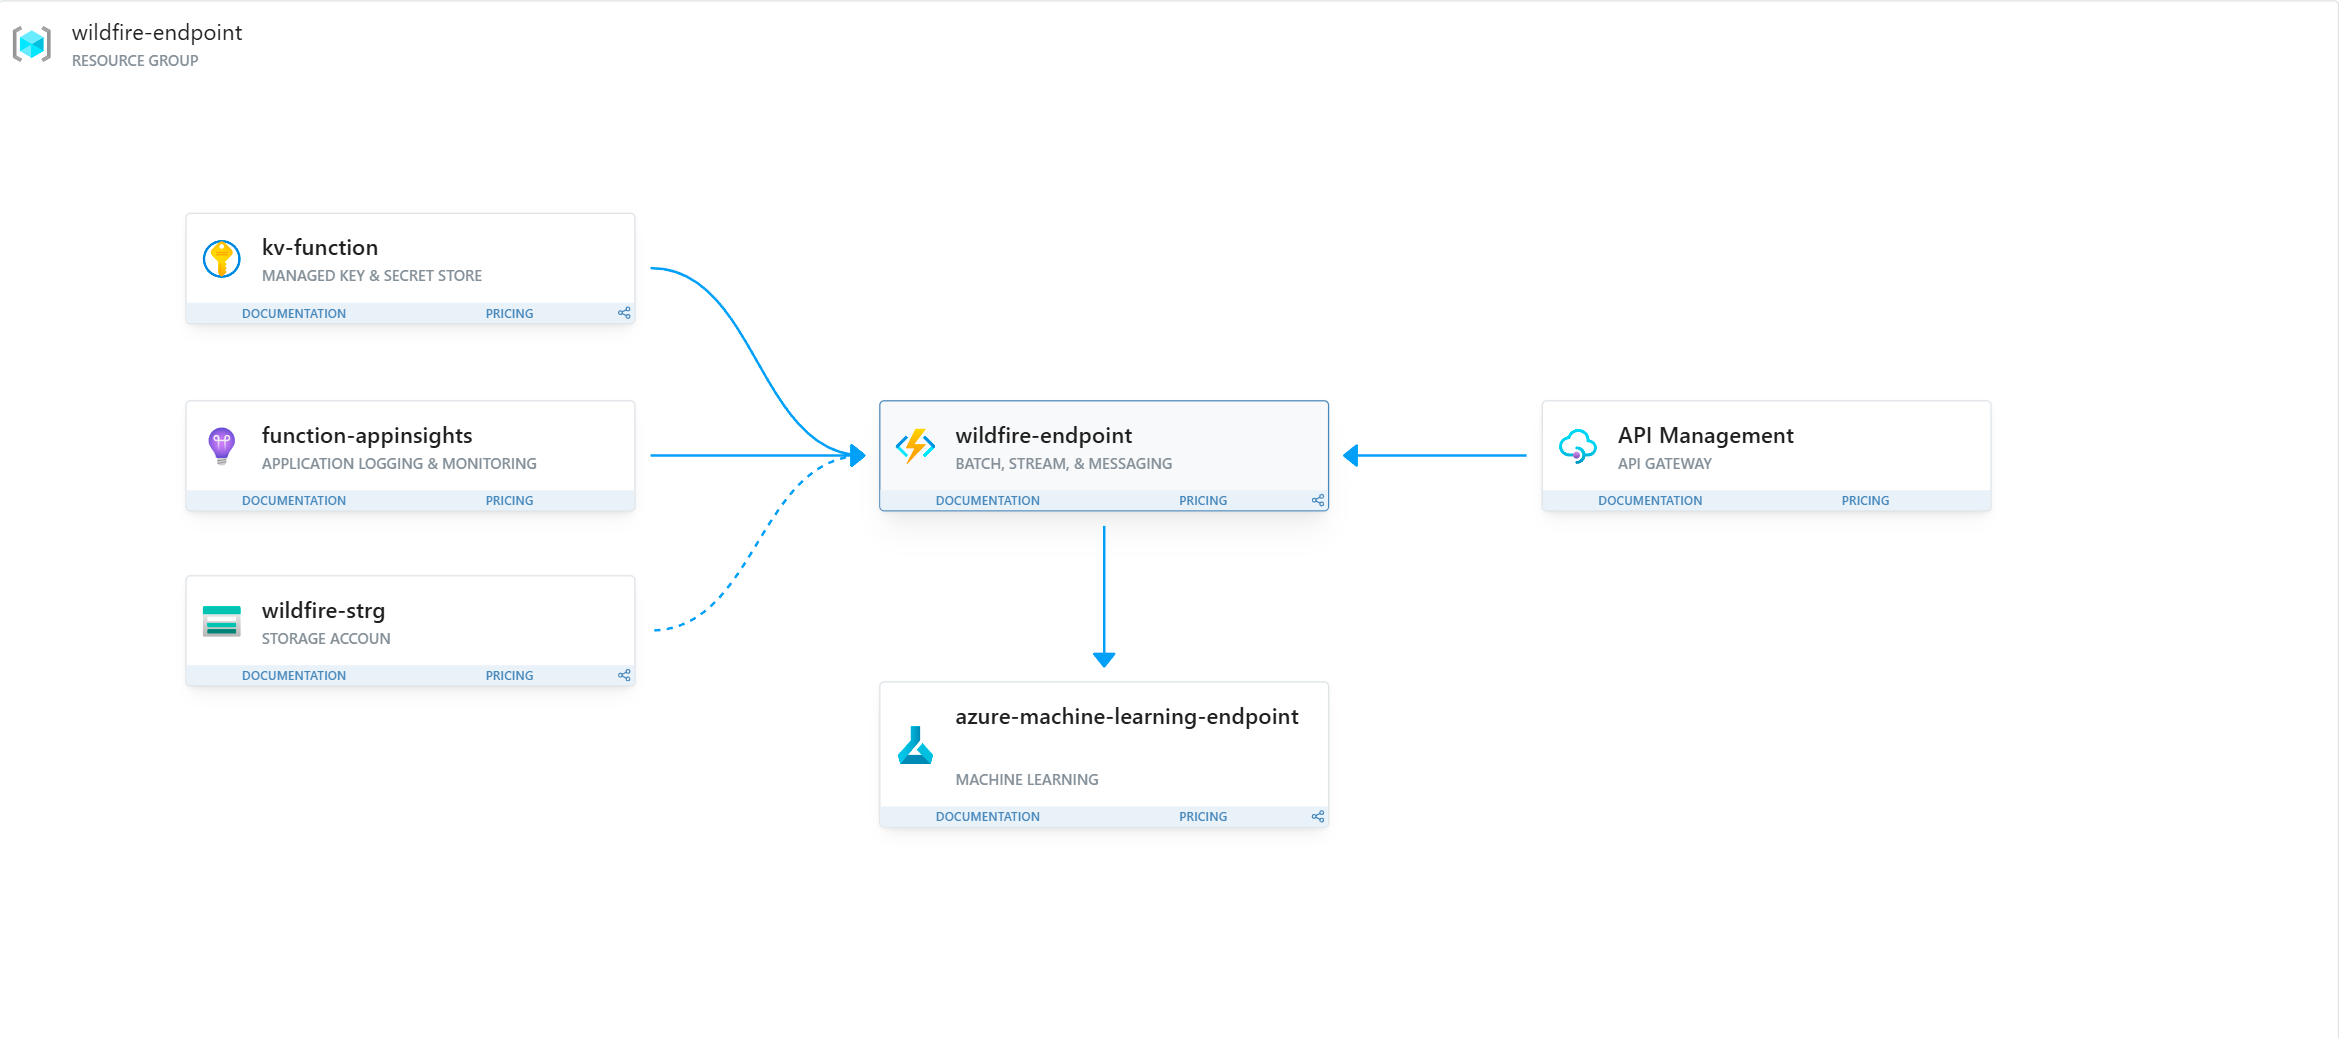 wildfire-endpoint
RESOURCE GROUP
kv-function
MANAGED KEY & SECRET STORE
DOCUMENTATION PRICING
function-appinsights
APPLICATION LOGGING & MONITORING
DOCUMENTATION PRICING
wildfire-strg
STORAGE ACCOUN
DOCUMENTATION PRICING
wildfire-endpoint
BATCH, STREAM, & MESSAGING
DOCUMENTATION PRICING
azure-machine-learning-endpoint
MACHINE LEARNING
DOCUMENTATION PRICING
API Management
API GATEWAY
DOCUMENTATION PRICING